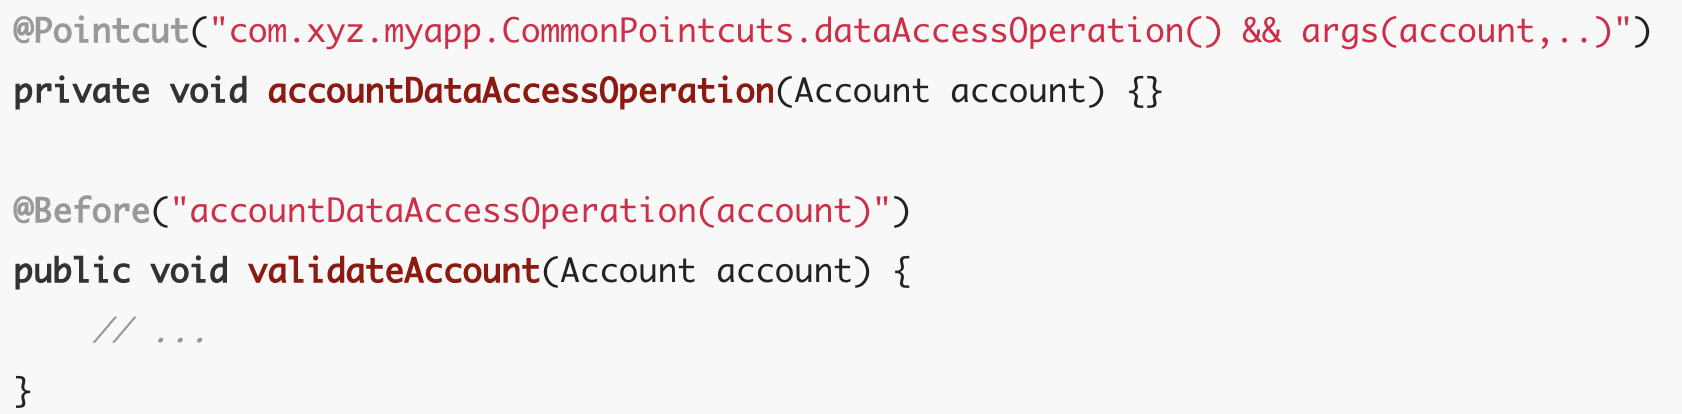 @Pointcut("com.xyz.myapp.CommonPointcuts.dataAccessOperation() && args(account,..)")
private void accountDataAccessOperation(Account account) {}
@Before("accountDataAccessOperation(account)")
public void validateAccount(Account account) {
    // ...
}